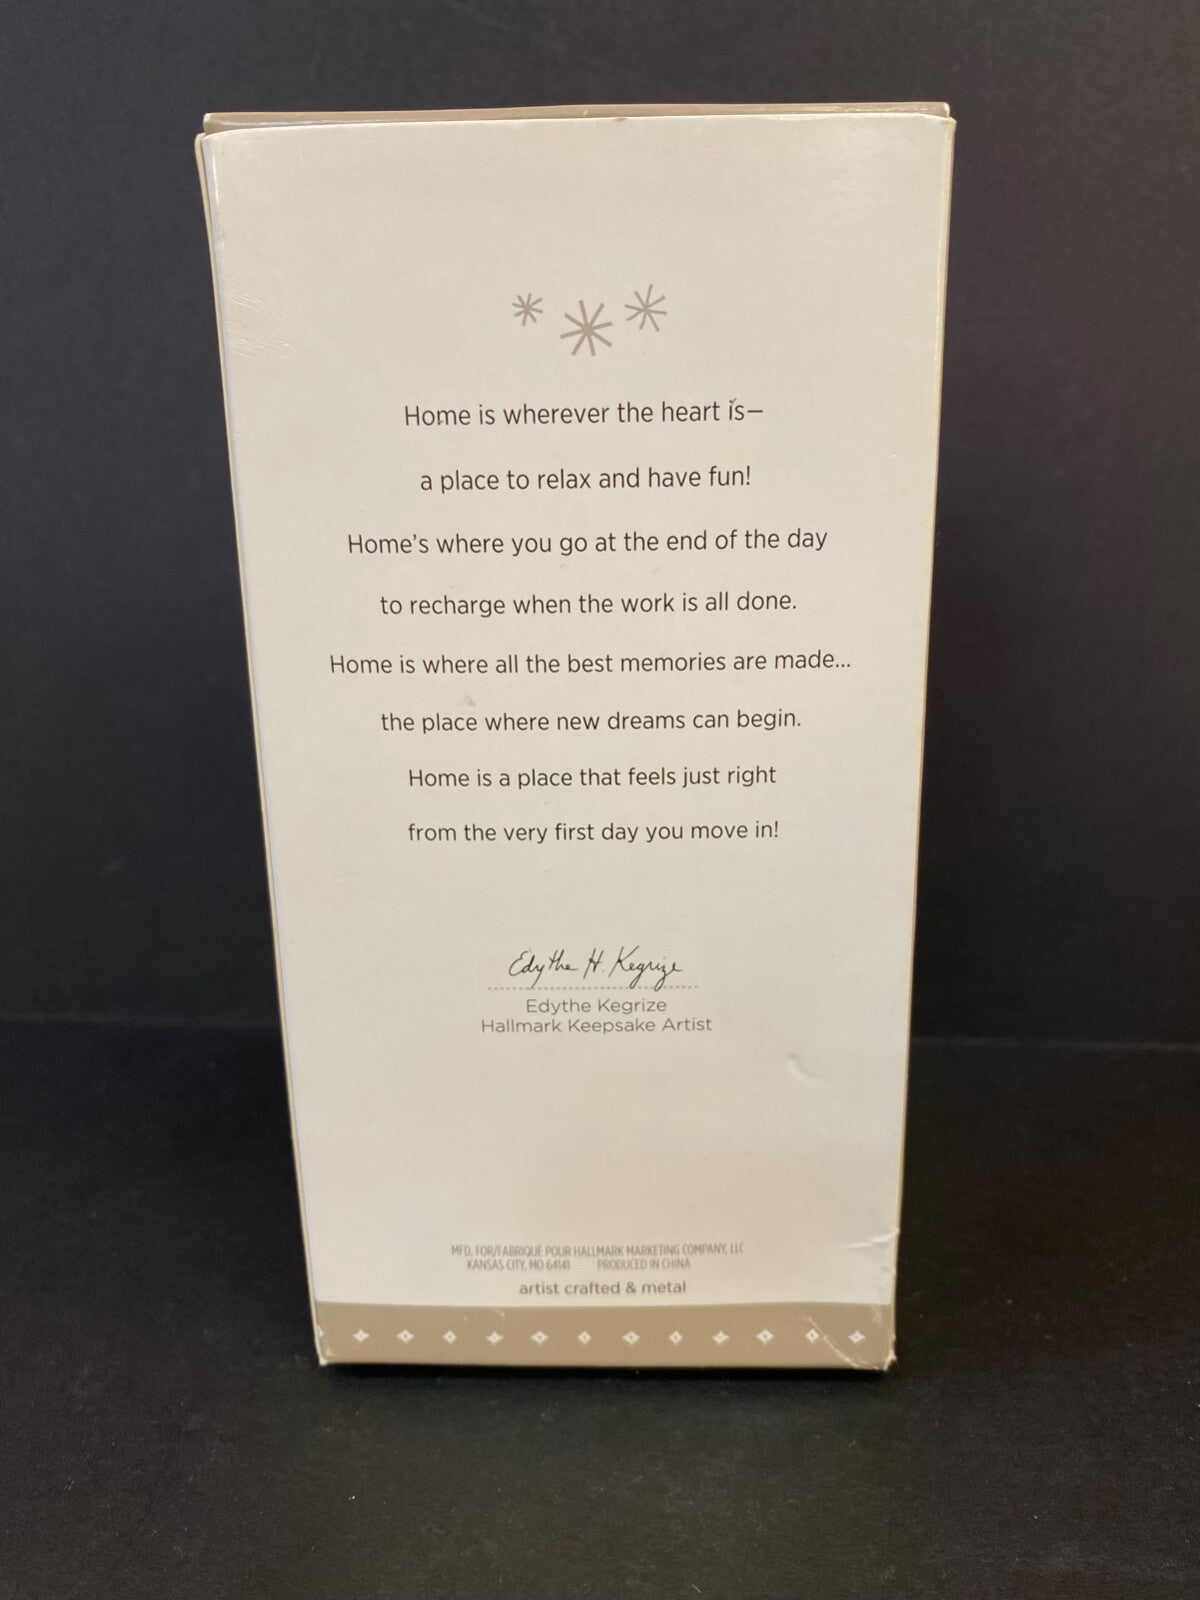 Home is wherever the heart is—
a place to relax and have fun!
Home's where you go at the end of the day
to recharge when the work is all done.
Home is where all the best memories are made...
the place where new dreams can begin.
Home is a place that feels just right
from the very first day you move in!
Edythe H. Kegrize
Edythe Kegrize
Hallmark Keepsake Artist
MFD. FOR/FABRIQUÉ POUR HALLMARK MARKETING COMPANY, LLC
KANSAS CITY, MO 64141 PRODUCED IN CHINA
artist crafted & metal